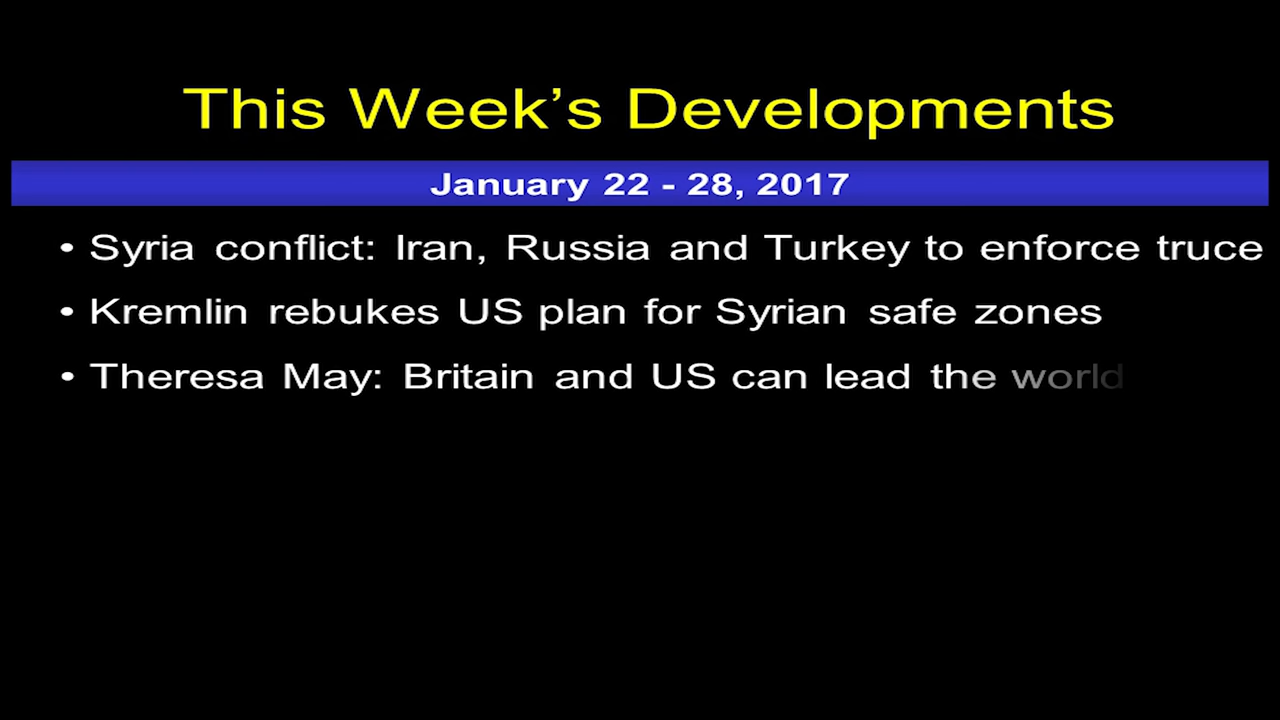 This Week’s Developments
January 22 - 28, 2017
• Syria conflict: Iran, Russia and Turkey to enforce truce
• Kremlin rebukes US plan for Syrian safe zones
• Theresa May: Britain and US can lead the world